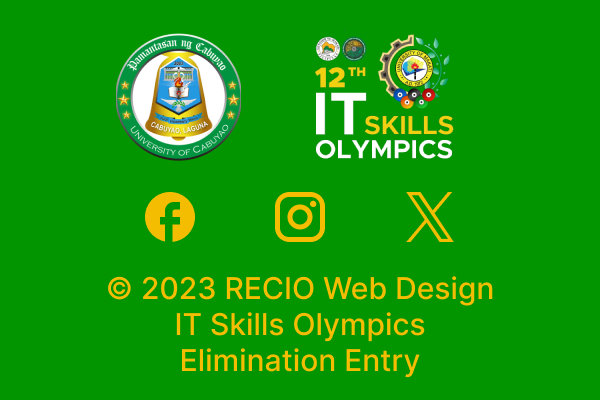 Pamantasan ng Cabuyao
CABUYAO, LAGUNA
UNIVERSITY OF CABUYAO
12TH
IT SKILLS
OLYMPICS
© 2023 RECIO Web Design
IT Skills Olympics
Elimination Entry